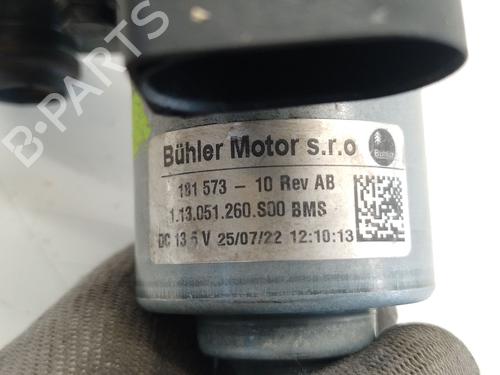 B-PARTS
Bühler Motor s.r.o
Bühler
181 573 - 10 Rev AB
1.13.051.260.S00 BMS
DC 13.5 V 25/07/22 12:10:13